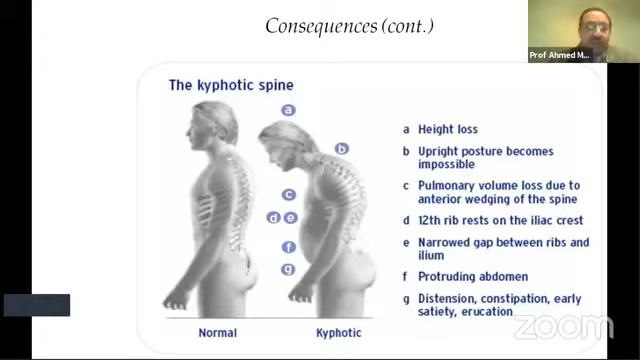 Consequences (cont.)
Prof Ahmed M...
The kyphotic spine
a
b
c
d e
f
g
a Height loss
b Upright posture becomes
impossible
c Pulmonary volume loss due to
anterior wedging of the spine
d 12th rib rests on the iliac crest
e Narrowed gap between ribs and
ilium
f Protruding abdomen
g Distension, constipation, early
satiety, erucation
Normal
Kyphotic
zoom